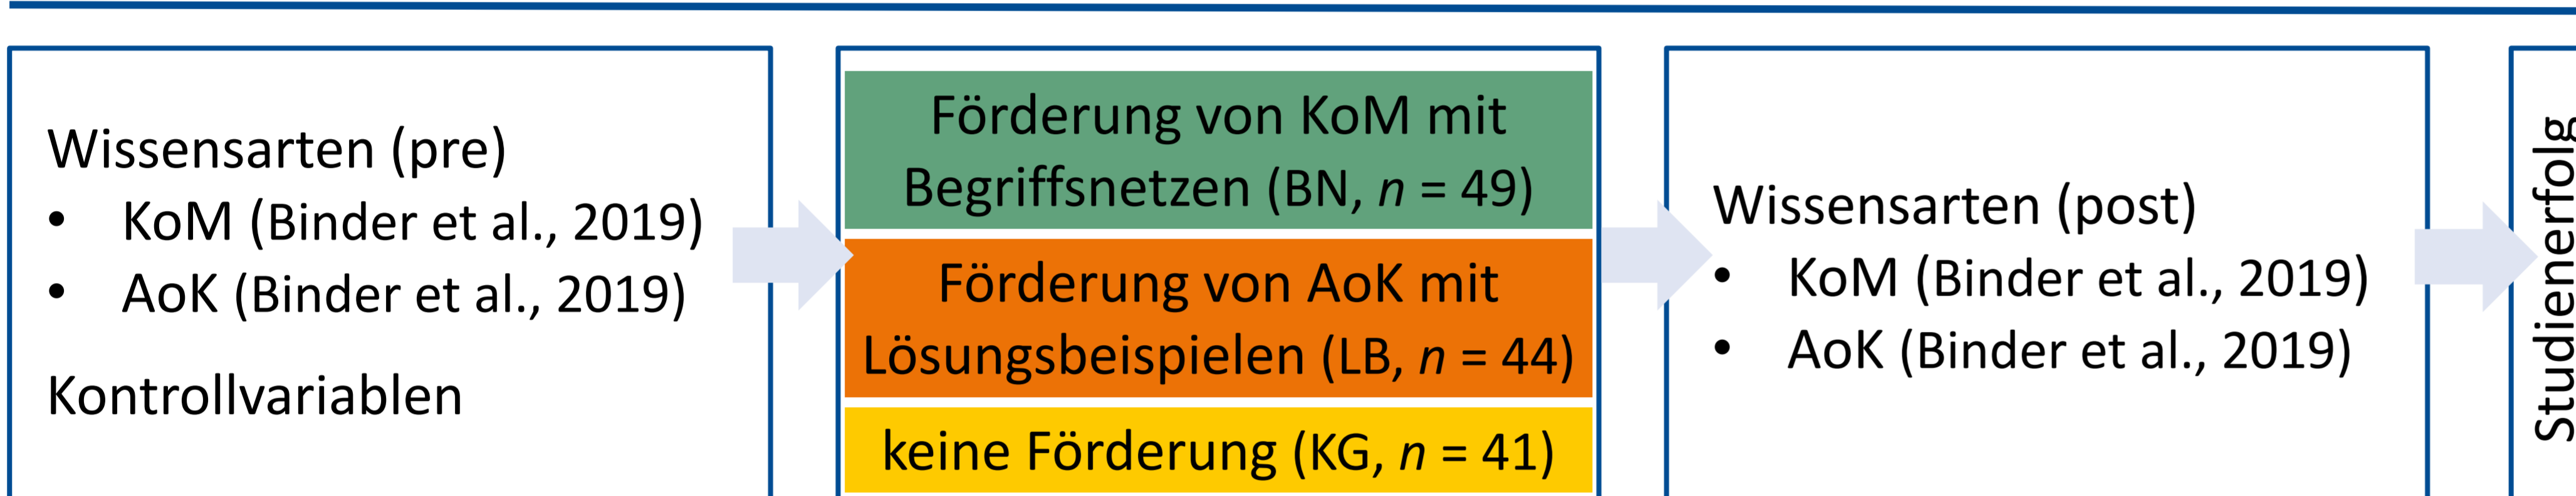 Wissensarten (pre)
• KoM (Binder et al., 2019)
• AoK (Binder et al., 2019)
Kontrollvariablen
Förderung von KoM mit
Begriffsnetzen (BN, n = 49)
Förderung von AoK mit
Lösungsbeispielen (LB, n = 44)
keine Förderung (KG, n = 41)
Wissensarten (post)
• KoM (Binder et al., 2019)
• AoK (Binder et al., 2019)
Studienerfolg